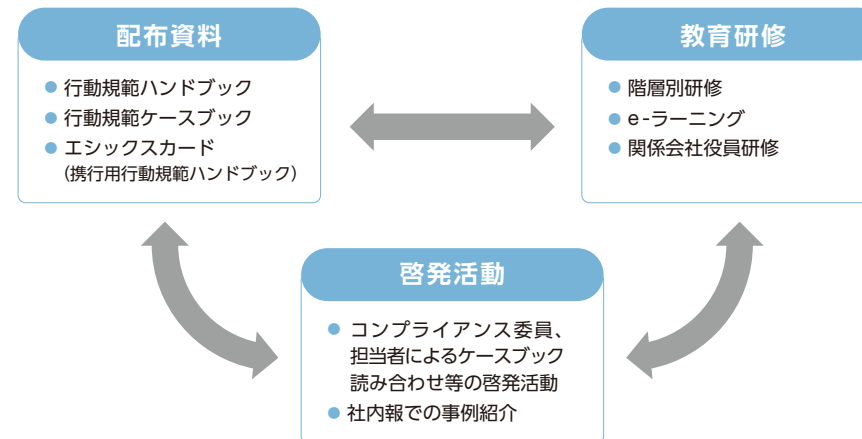 配布資料
● 行動規範ハンドブック
● 行動規範ケースブック
● エシックスカード
(携行用行動規範ハンドブック)
教育研修
● 階層別研修
● e-ラーニング
● 関係会社役員研修
啓発活動
● コンプライアンス委員、
担当者によるケースブック
読み合わせ等の啓発活動
● 社内報での事例紹介